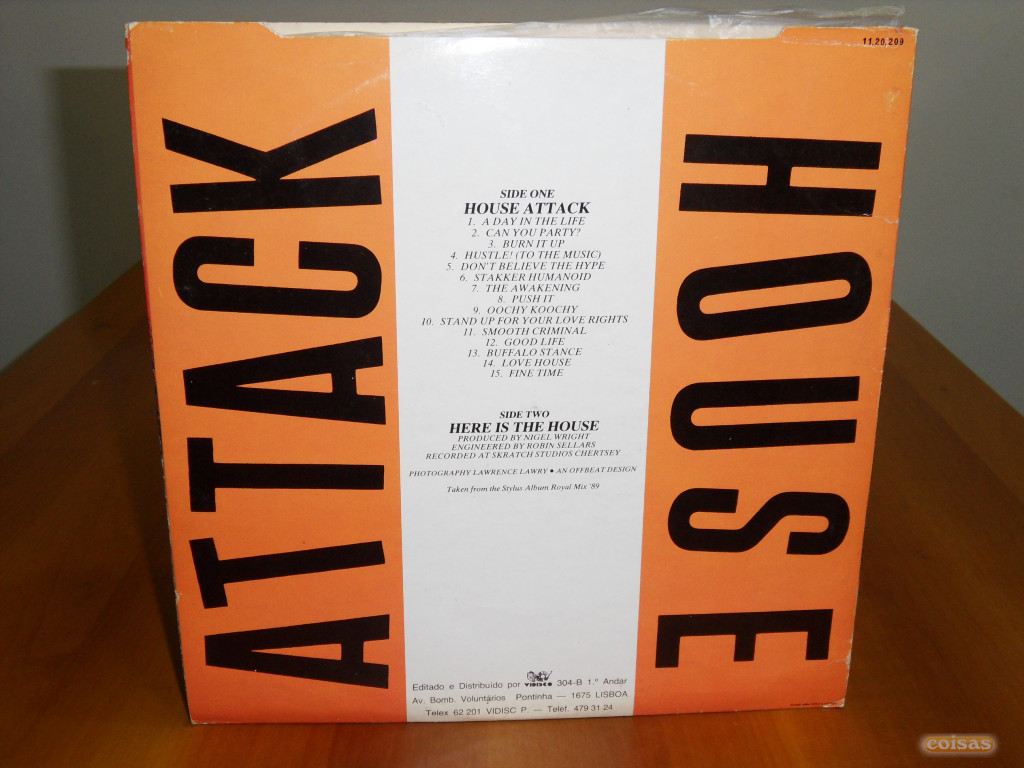 11.20.209
ATTACK
HOUSE
SIDE ONE
HOUSE ATTACK
1. A DAY IN THE LIFE
2. CAN YOU PARTY?
3. BURN IT UP
4. HUSTLE! (TO THE MUSIC)
5. DON'T BELIEVE THE HYPE
6. STAKKER HUMANOID
7. THE AWAKENING
8. PUSH IT
9. OOCHY KOOCHY
10. STAND UP FOR YOUR LOVE RIGHTS
11. SMOOTH CRIMINAL
12. GOOD LIFE
13. BUFFALO STANCE
14. LOVE HOUSE
15. FINE TIME
SIDE TWO
HERE IS THE HOUSE
PRODUCED BY NIGEL WRIGHT
ENGINEERED BY ROBIN SELLARS
RECORDED AT SKRATCH STUDIOS CHERTSEY
PHOTOGRAPHY LAWRENCE LAWRY • AN OFFBEAT DESIGN
Taken from the Stylus Album Royal Mix '89
Editado e Distribuído por VIDISCO 304-B 1.º Andar
Av. Bomb. Voluntários Pontinha — 1675 LISBOA
Telex 62 201 VIDISC P. — Telef. 479 31 24
coisas